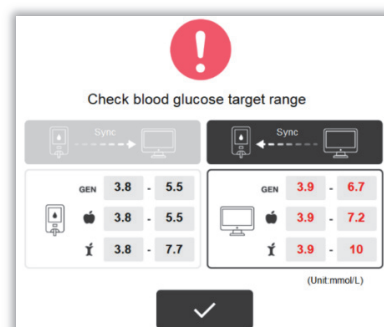 Check blood glucose target range
Sync
Sync
GEN 3.8 - 5.5
3.8 - 5.5
3.8 - 7.7
GEN 3.9 - 6.7
3.9 - 7.2
3.9 - 10
(Unit:mmol/L)